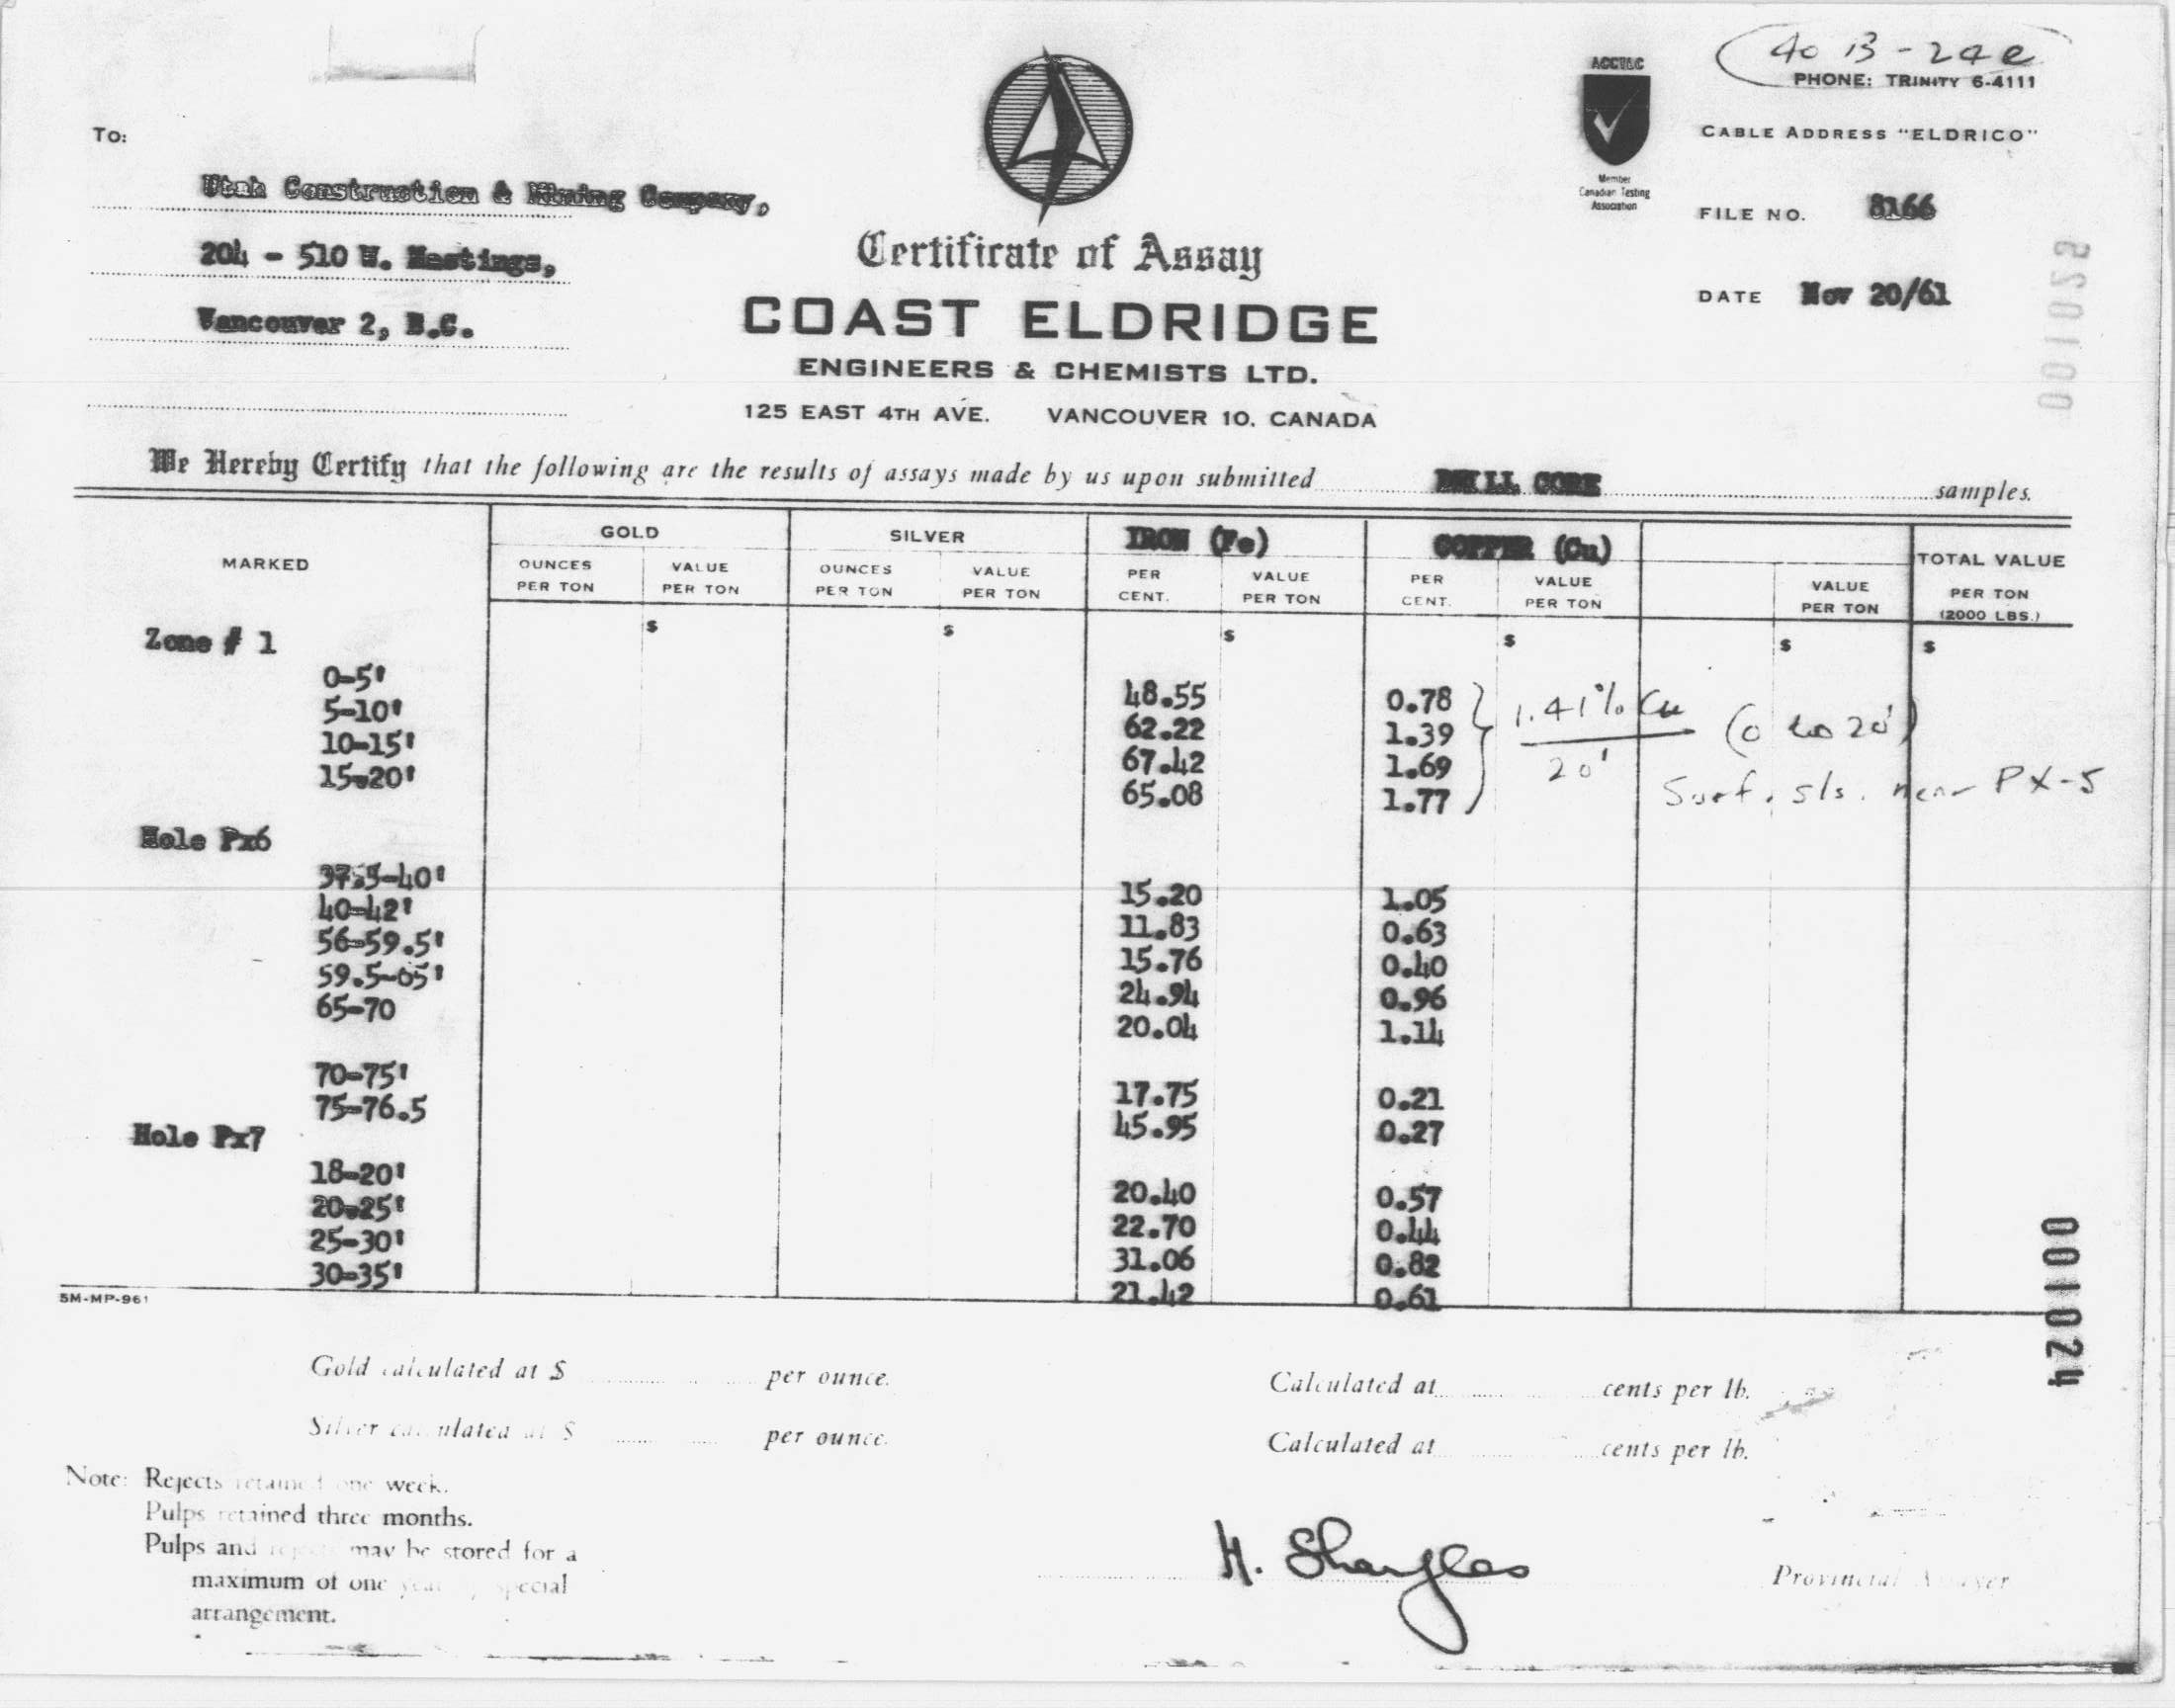 40 B-24e
ACCT&C
PHONE: TRINITY 6-4111
To:
CABLE ADDRESS "ELDRICO"
Member
Canadian Testing
Association
Utah Construction & Mining Company,
FILE NO. 8166
204 - 510 W. Hastings,
Certificate of Assay
DATE Nov 20/61
001023
Vancouver 2, B.C.
COAST ELDRIDGE
ENGINEERS & CHEMISTS LTD.
125 EAST 4TH AVE. VANCOUVER 10, CANADA
We Hereby Certify that the following are the results of assays made by us upon submitted DRILL CORE samples.
MARKED GOLD SILVER IRON (Fe) COPPER (Cu) TOTAL VALUE
OUNCES PER TON VALUE PER TON OUNCES PER TON VALUE PER TON PER CENT. VALUE PER TON PER CENT. VALUE PER TON VALUE PER TON PER TON (2000 LBS.)
$ $ $ $ $ $
Zone # 1
0-5' 48.55 0.78
5-10' 62.22 1.39
10-15' 67.42 1.69
15-20' 65.08 1.77
1.41% Cu (0 to 20')
20'
Surf. sls. near PX-5
Hole Px6
37.5-40' 15.20 1.05
40-42' 11.83 0.63
56-59.5' 15.76 0.40
59.5-65' 24.94 0.96
65-70 20.04 1.14
70-75' 17.75 0.21
75-76.5 45.95 0.27
Hole Px7
18-20' 20.40 0.57
20-25' 22.70 0.44
25-30' 31.06 0.82
30-35' 21.42 0.61
5M-MP-961
001024
Gold calculated at $ per ounce. Calculated at cents per lb.
Silver calculated at $ per ounce. Calculated at cents per lb.
Note: Rejects retained one week.
Pulps retained three months.
Pulps and rejects may be stored for a
maximum of one year by special
arrangement.
H. Sharples
Provincial Assayer